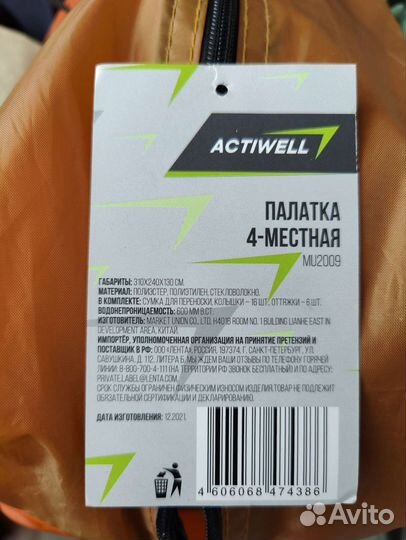 ACTIWELL
ПАЛАТКА
4-МЕСТНАЯ
MU2009
ГАБАРИТЫ: 310Х240Х130 СМ.
МАТЕРИАЛ: ПОЛИЭСТЕР, ПОЛИЭТИЛЕН, СТЕКЛОВОЛОКНО.
В КОМПЛЕКТЕ: СУМКА ДЛЯ ПЕРЕНОСКИ, КОЛЫШКИ – 16 ШТ, ОТТЯЖКИ – 6 ШТ.
ВОДОНЕПРОНИЦАЕМОСТЬ: 600 ММ В.СТ.
ИЗГОТОВИТЕЛЬ: MARKET UNION CO., LTD, H4018 ROOM NO. 1 BUILDING LIANHE EAST IN
DEVELOPMENT AREA, КИТАЙ.
ИМПОРТЁР, УПОЛНОМОЧЕННАЯ ОРГАНИЗАЦИЯ НА ПРИНЯТИЕ ПРЕТЕНЗИЙ И
ПОСТАВЩИК В РФ: ООО «ЛЕНТА», РОССИЯ, 197374, Г. САНКТ-ПЕТЕРБУРГ, УЛ.
САВУШКИНА, Д. 112 ЛИТЕРА Б, МЫ ЖДЕМ ВАШИ ОТЗЫВЫ ПО ТЕЛЕФОНУ ГОРЯЧЕЙ
ЛИНИИ: 8-800-700-4-111 (НА ТЕРРИТОРИИ РФ ЗВОНОК БЕСПЛАТНЫЙ) И ПО АДРЕСУ:
PRIVATE.LABEL@LENTA.COM.
СРОК СЛУЖБЫ ОГРАНИЧЕН ФИЗИЧЕСКИМ ИЗНОСОМ ИЗДЕЛИЯ.ТОВАР НЕ ПОДЛЕЖИТ
ОБЯЗАТЕЛЬНОЙ СЕРТИФИКАЦИИ И ДЕКЛАРИРОВАНИЮ.
ДАТА ИЗГОТОВЛЕНИЯ: 12.2021.
4 606068 474386
Avito